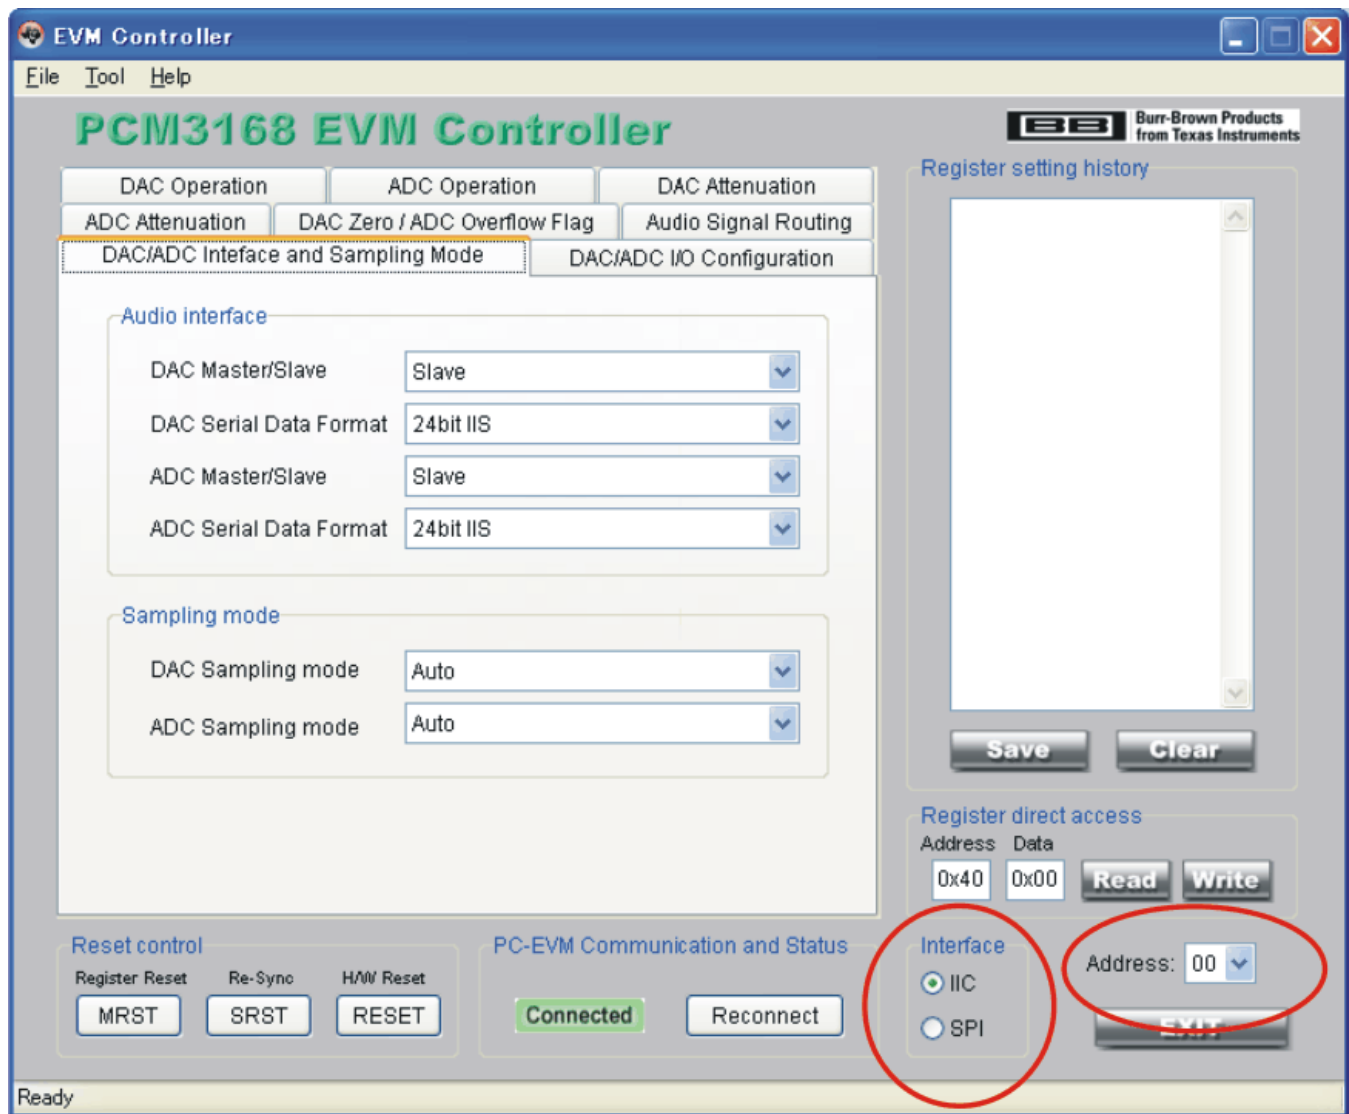 EVM Controller
File Tool Help
PCM3168 EVM Controller
BB Burr-Brown Products
from Texas Instruments
DAC Operation ADC Operation DAC Attenuation
ADC Attenuation DAC Zero / ADC Overflow Flag Audio Signal Routing
DAC/ADC Inteface and Sampling Mode DAC/ADC I/O Configuration
Audio interface
DAC Master/Slave Slave
DAC Serial Data Format 24bit IIS
ADC Master/Slave Slave
ADC Serial Data Format 24bit IIS
Sampling mode
DAC Sampling mode Auto
ADC Sampling mode Auto
Register setting history
Save Clear
Register direct access
Address Data
0x40 0x00 Read Write
Reset control
Register Reset Re-Sync H/W Reset
MRST SRST RESET
PC-EVM Communication and Status
Connected Reconnect
Interface
IIC
SPI
Address: 00
EXIT
Ready